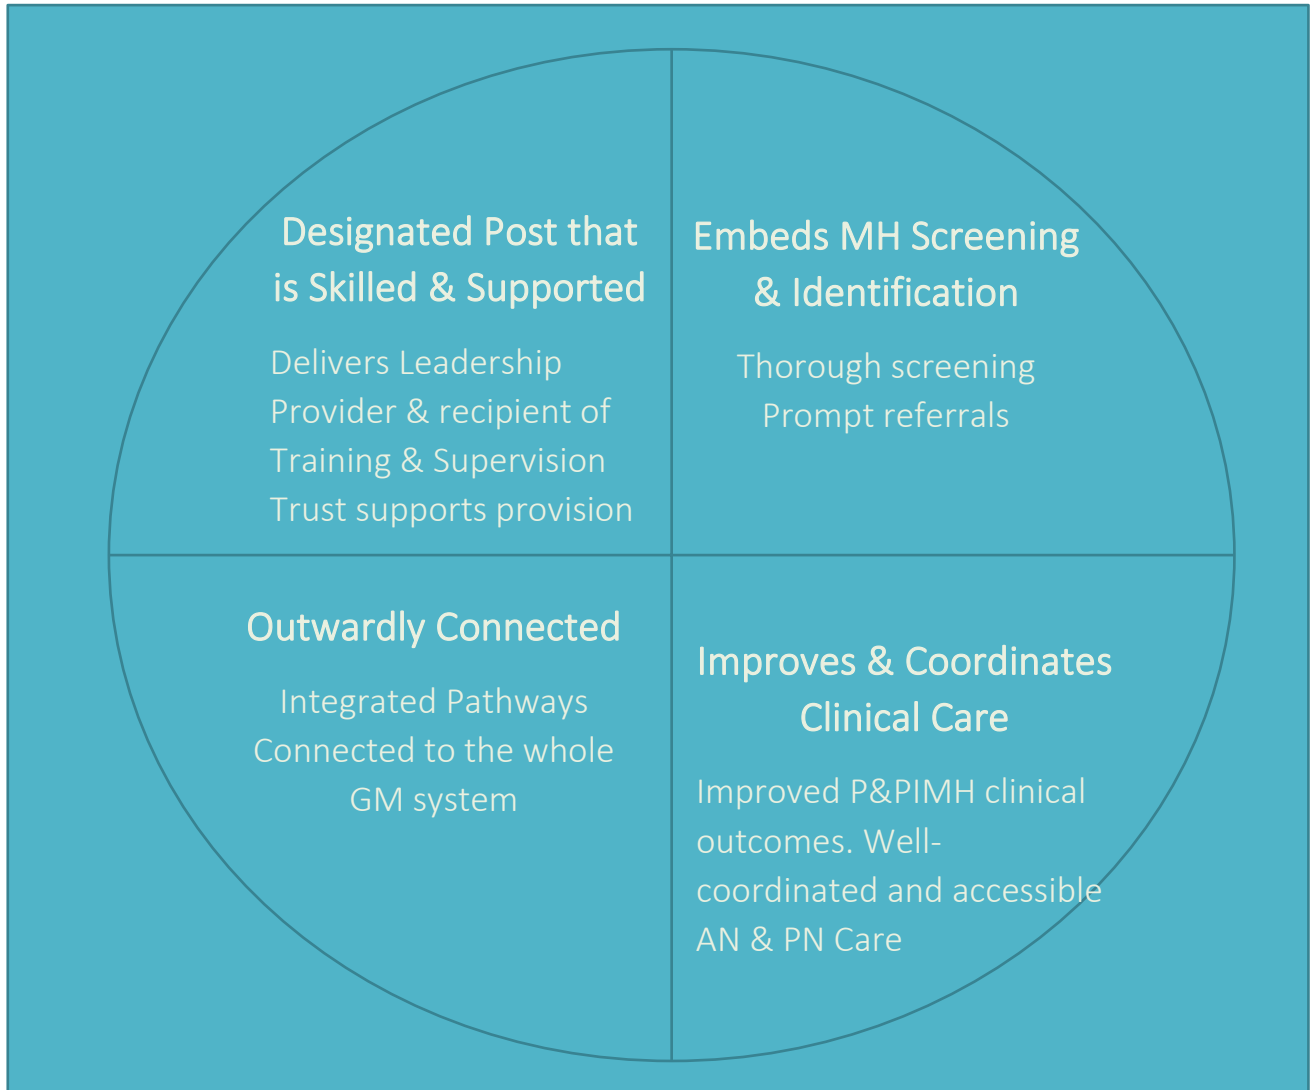 Designated Post that
is Skilled & Supported
Delivers Leadership
Provider & recipient of
Training & Supervision
Trust supports provision
Embeds MH Screening
& Identification
Thorough screening
Prompt referrals
Outwardly Connected
Integrated Pathways
Connected to the whole
GM system
Improves & Coordinates
Clinical Care
Improved P&PIMH clinical
outcomes. Well-
coordinated and accessible
AN & PN Care